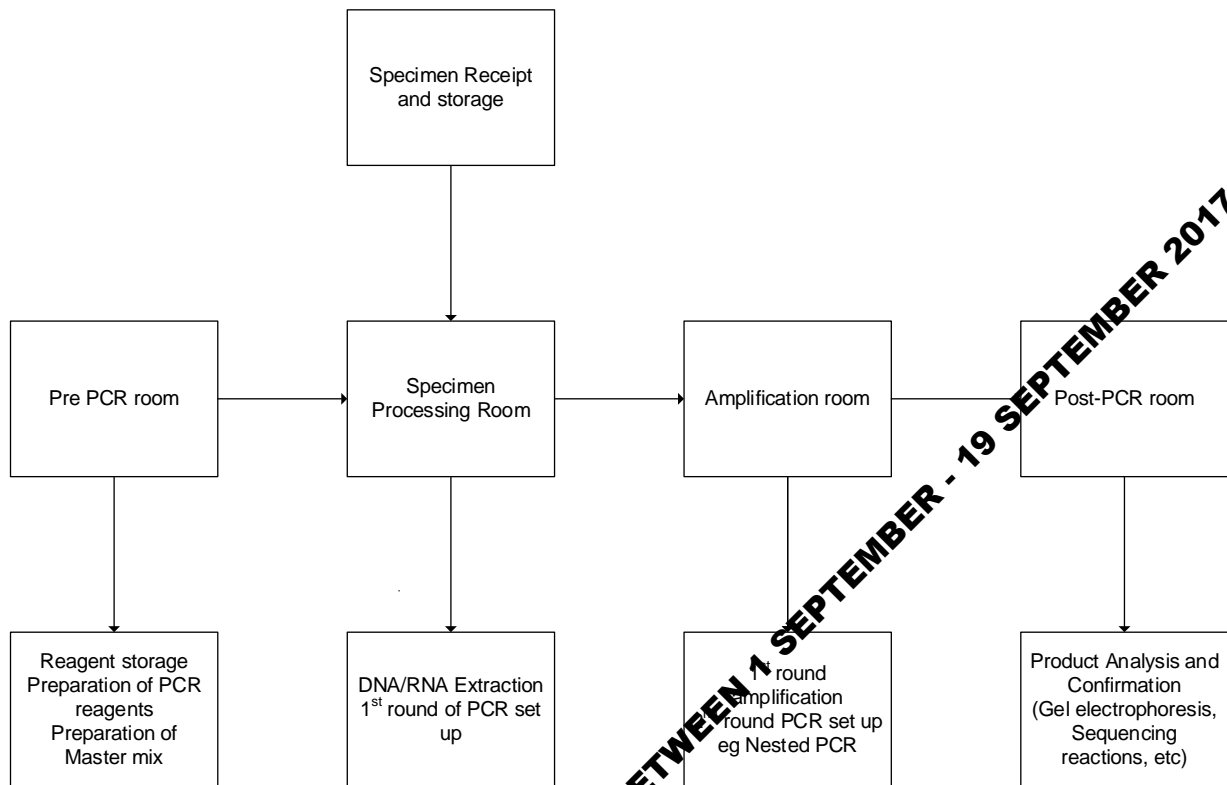 Specimen Receipt
and storage
Pre PCR room
Specimen
Processing Room
Amplification room
Post-PCR room
Reagent storage
Preparation of PCR
reagents
Preparation of
Master mix
DNA/RNA Extraction
1st round of PCR set
up
1st round
amplification
round PCR set up
eg Nested PCR
Product Analysis and
Confirmation
(Gel electrophoresis,
Sequencing
reactions, etc)
1 SEPTEMBER - 19 SEPTEMBER 2017